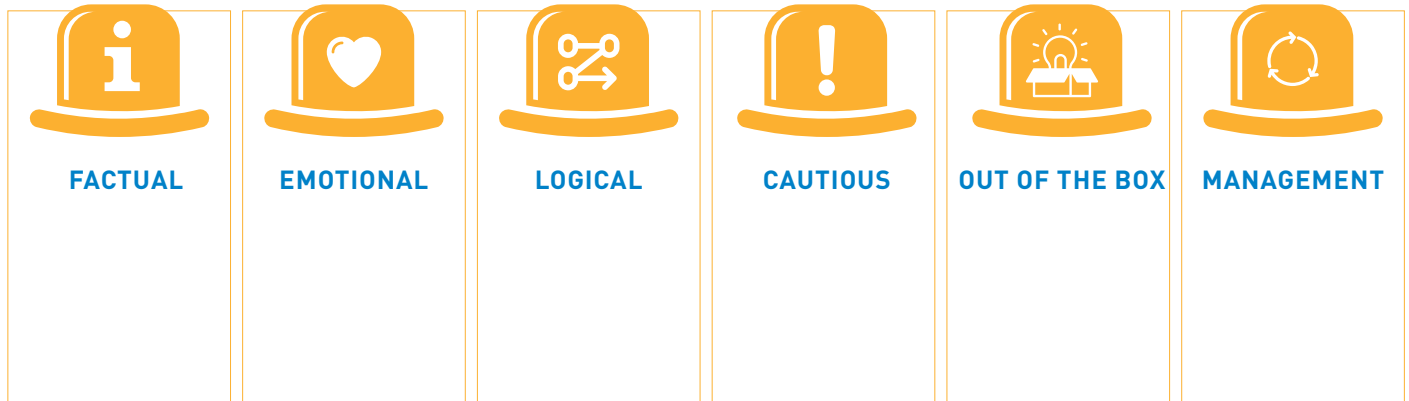 FACTUAL
EMOTIONAL
LOGICAL
CAUTIOUS
OUT OF THE BOX
MANAGEMENT